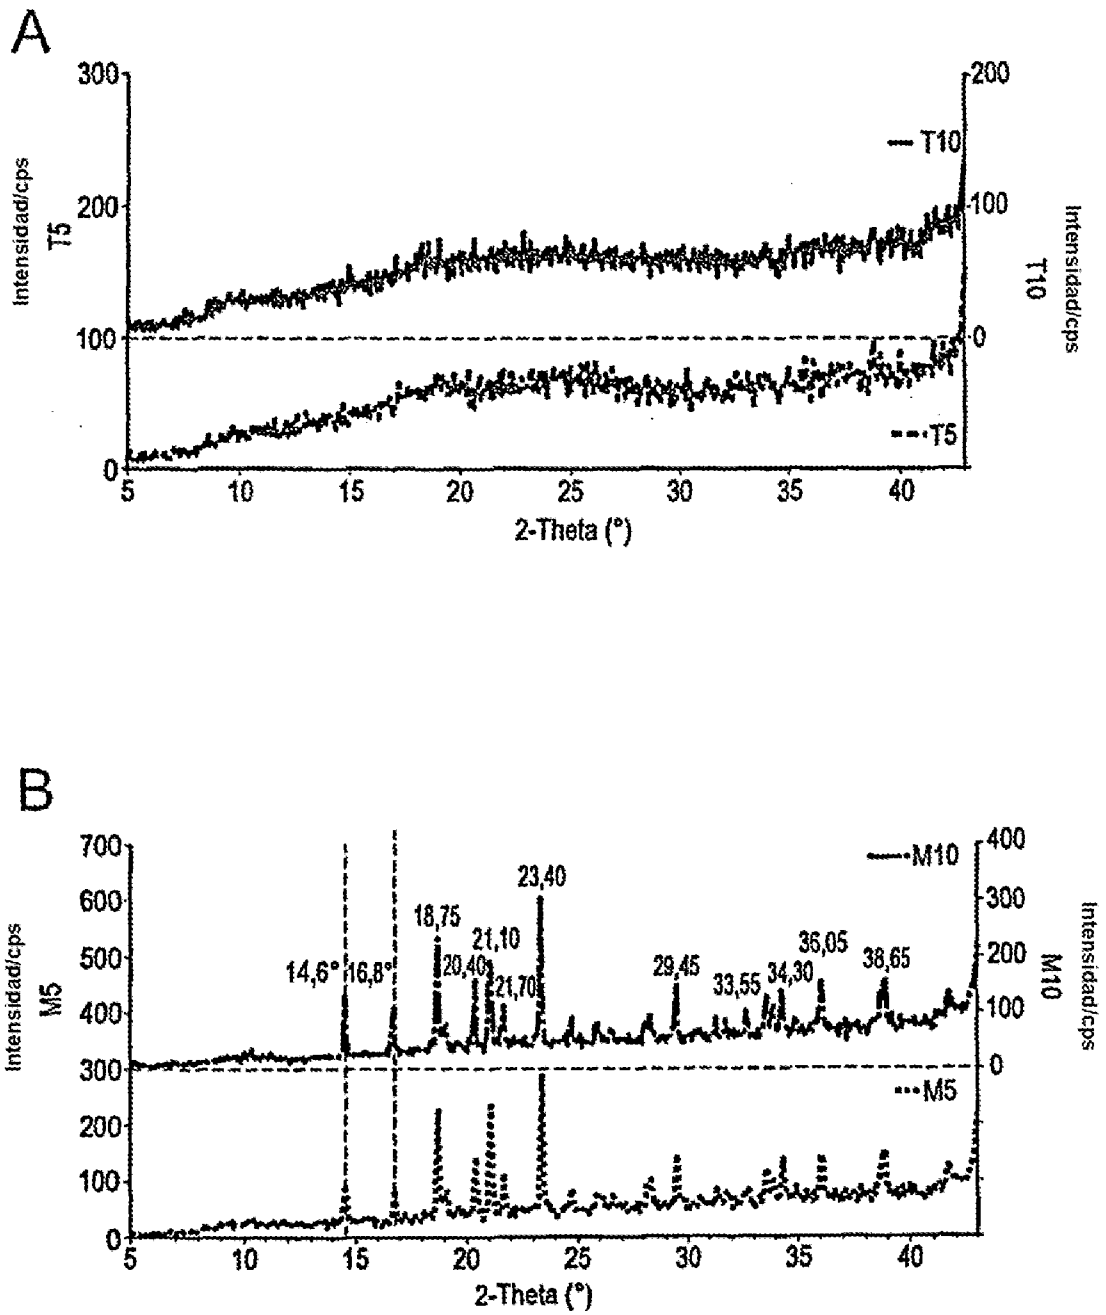 A
300
200
100
0
Intensidad/cps
T5
200
100
0
Intensidad/cps
T10
T10
T5
5 10 15 20 25 30 35 40
2-Theta (°)
B
700
600
500
400
300
200
100
0
Intensidad/cps
M5
400
300
200
100
0
Intensidad/cps
M10
M10
M5
14,6° 16,8°
18,75
20,40
21,10
21,70
23,40
29,45
33,55
34,30
36,05
38,65
5 10 15 20 25 30 35 40
2-Theta (°)